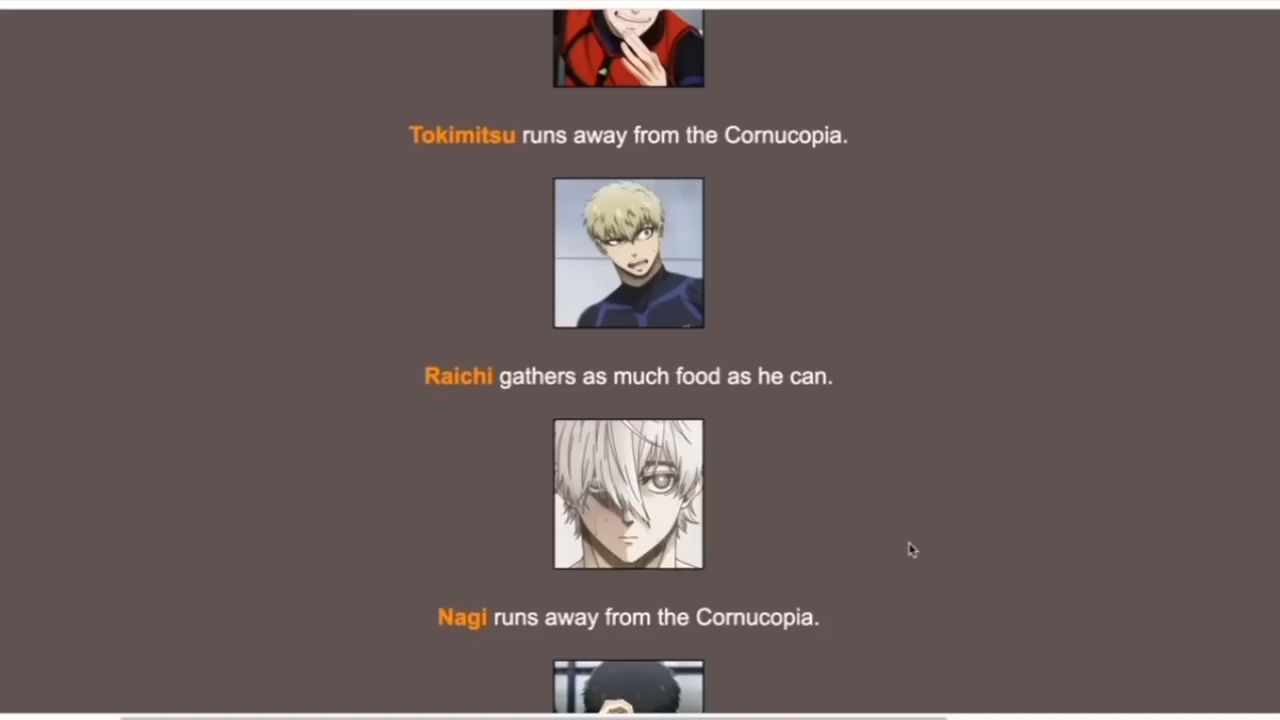 Tokimitsu runs away from the Cornucopia.
Raichi gathers as much food as he can.
Nagi runs away from the Cornucopia.